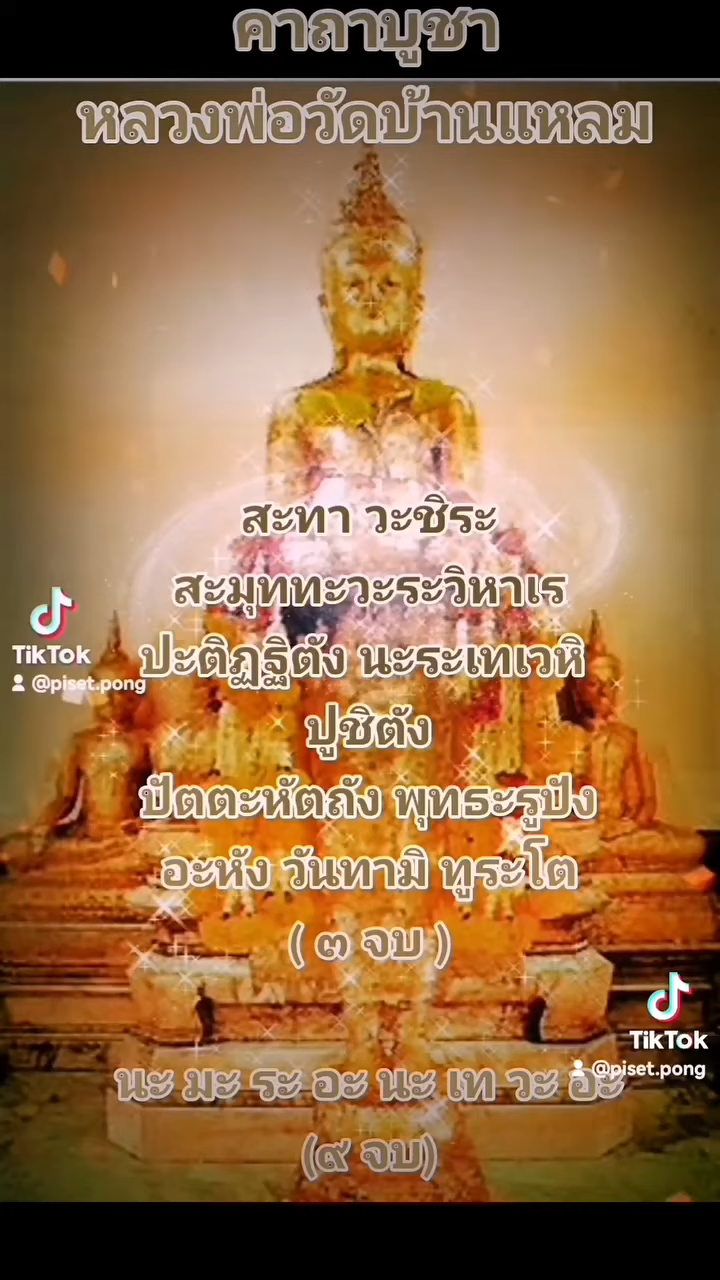 คาถาบูชา
หลวงพ่อวัดบ้านแหลม
สะทา วะชิระ
สะมุททะวะระวิหาเร
ปะติฏฐิตัง นะระเทเวหิ
ปูชิตัง
ปัตตะหัตถัง พุทธะรูปัง
อะหัง วันทามิ ทูระโต
( ๓ จบ )
นะ มะ ระ อะ นะ เท วะ อะ
(๙ จบ)
TikTok
@piset.pong
TikTok
@piset.pong